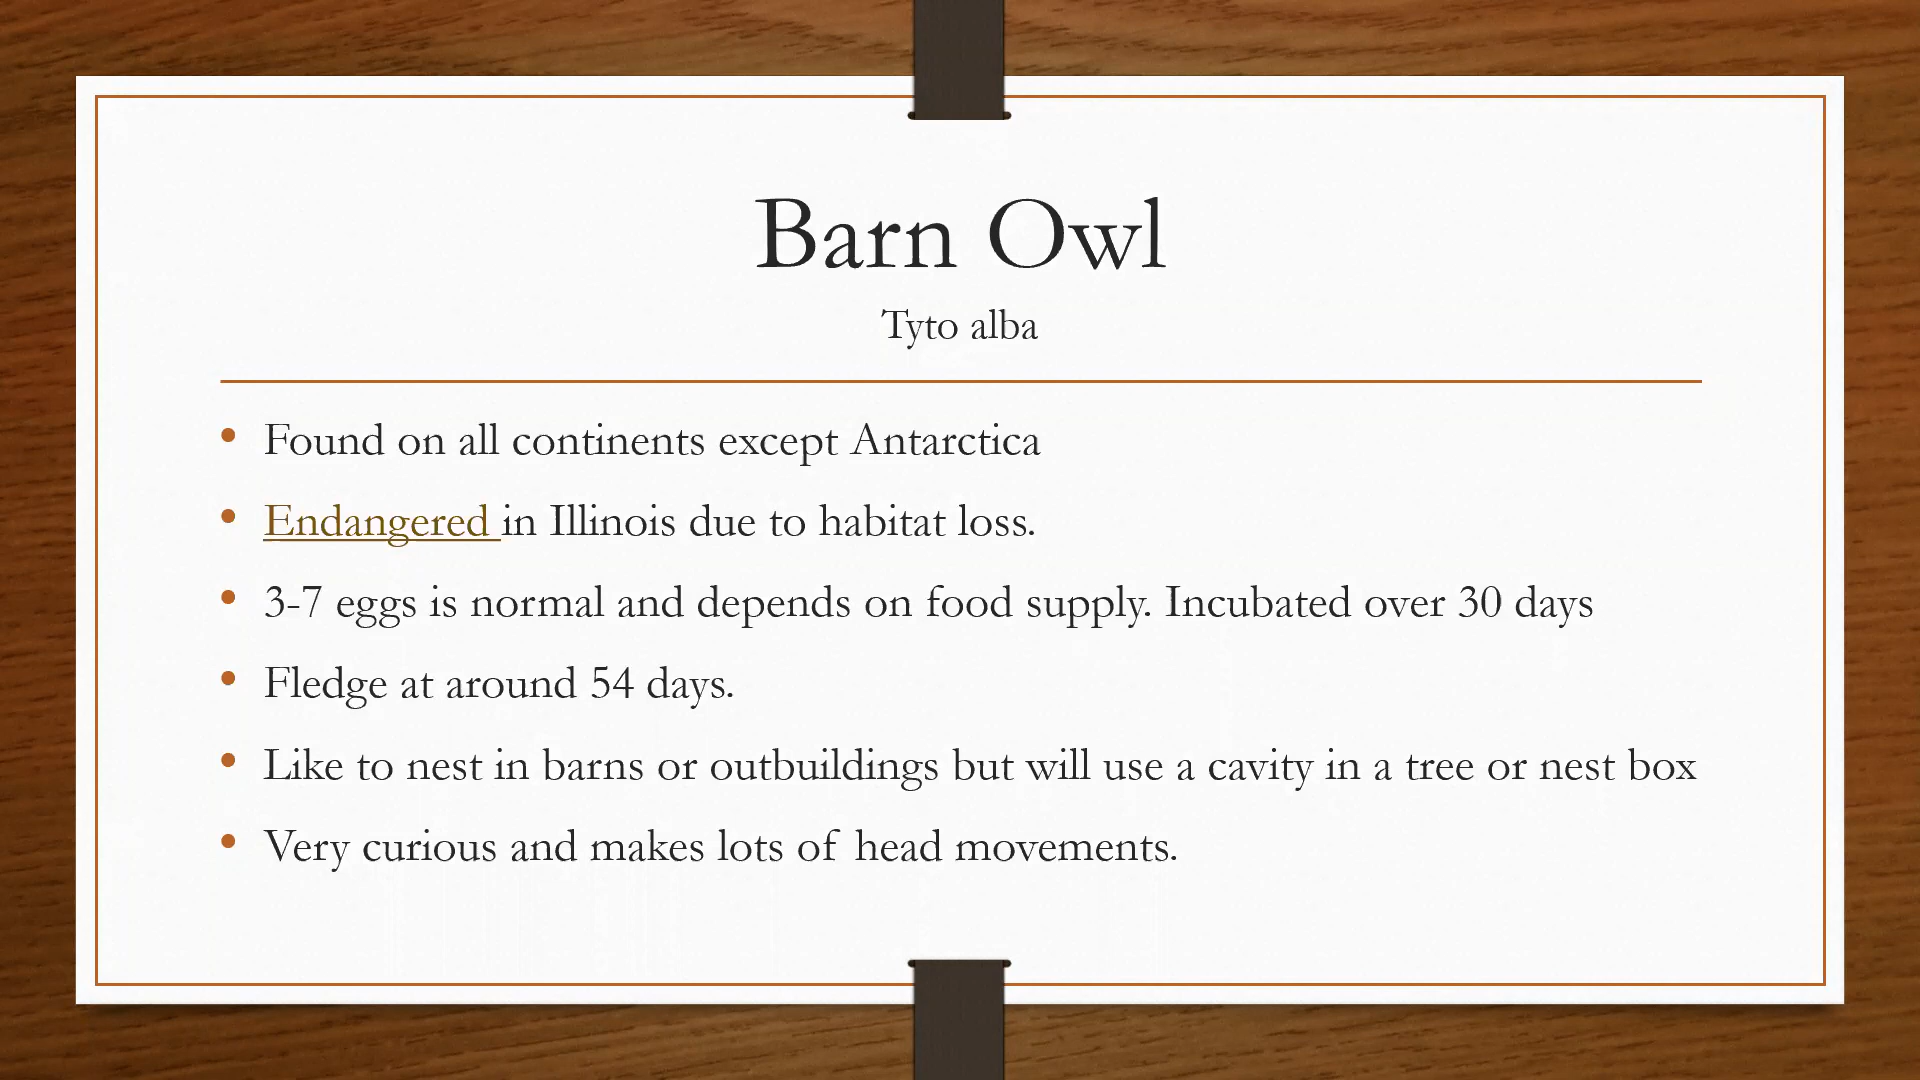 Barn Owl
Tyto alba
• Found on all continents except Antarctica
• Endangered in Illinois due to habitat loss.
• 3-7 eggs is normal and depends on food supply. Incubated over 30 days
• Fledge at around 54 days.
• Like to nest in barns or outbuildings but will use a cavity in a tree or nest box
• Very curious and makes lots of head movements.